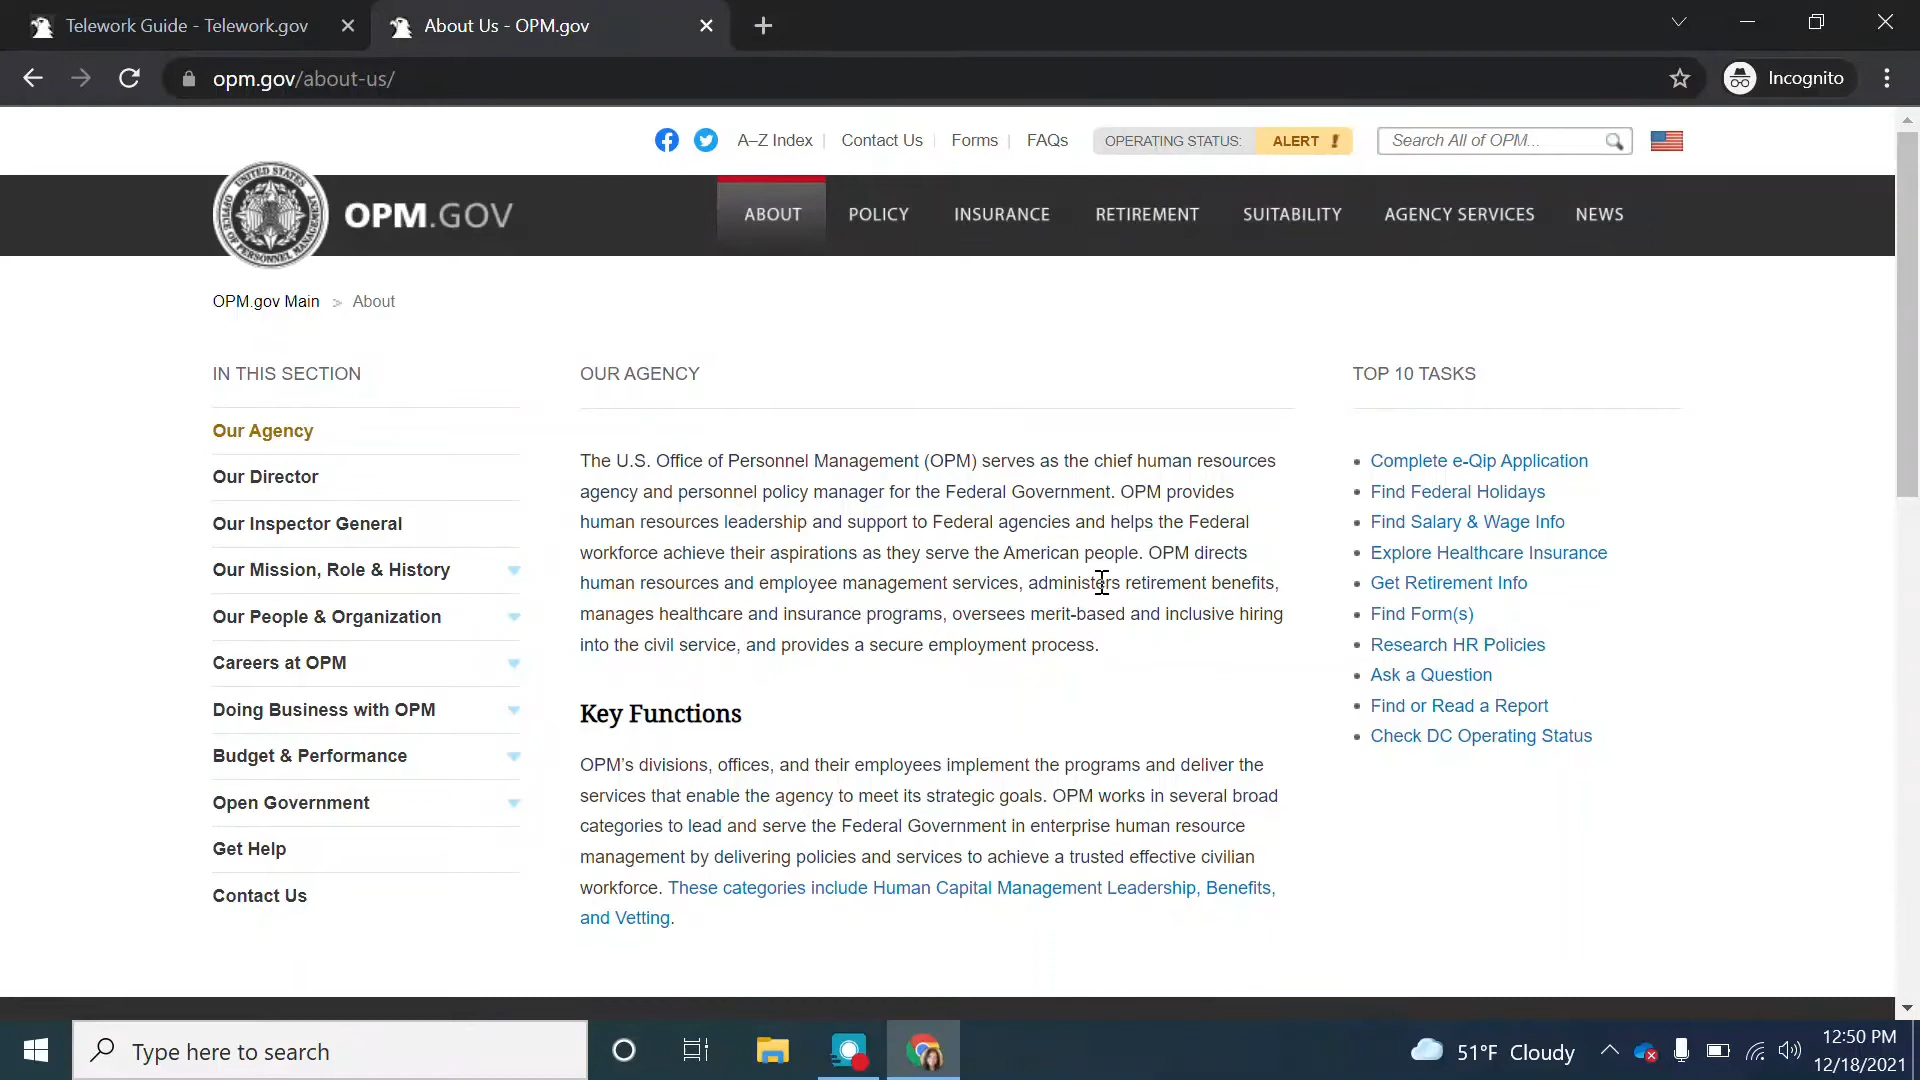 Telework Guide - Telework.gov
About Us - OPM.gov
opm.gov/about-us/
Incognito
A–Z Index
Contact Us
Forms
FAQs
OPERATING STATUS:
ALERT !
Search All of OPM...
UNITED STATES
OFFICE OF PERSONNEL MANAGEMENT
OPM.GOV
ABOUT
POLICY
INSURANCE
RETIREMENT
SUITABILITY
AGENCY SERVICES
NEWS
OPM.gov Main > About
IN THIS SECTION
Our Agency
Our Director
Our Inspector General
Our Mission, Role & History
Our People & Organization
Careers at OPM
Doing Business with OPM
Budget & Performance
Open Government
Get Help
Contact Us
OUR AGENCY
The U.S. Office of Personnel Management (OPM) serves as the chief human resources
agency and personnel policy manager for the Federal Government. OPM provides
human resources leadership and support to Federal agencies and helps the Federal
workforce achieve their aspirations as they serve the American people. OPM directs
human resources and employee management services, administers retirement benefits,
manages healthcare and insurance programs, oversees merit-based and inclusive hiring
into the civil service, and provides a secure employment process.
Key Functions
OPM's divisions, offices, and their employees implement the programs and deliver the
services that enable the agency to meet its strategic goals. OPM works in several broad
categories to lead and serve the Federal Government in enterprise human resource
management by delivering policies and services to achieve a trusted effective civilian
workforce. These categories include Human Capital Management Leadership, Benefits,
and Vetting.
TOP 10 TASKS
Complete e-Qip Application
Find Federal Holidays
Find Salary & Wage Info
Explore Healthcare Insurance
Get Retirement Info
Find Form(s)
Research HR Policies
Ask a Question
Find or Read a Report
Check DC Operating Status
Type here to search
51°F Cloudy
12:50 PM
12/18/2021